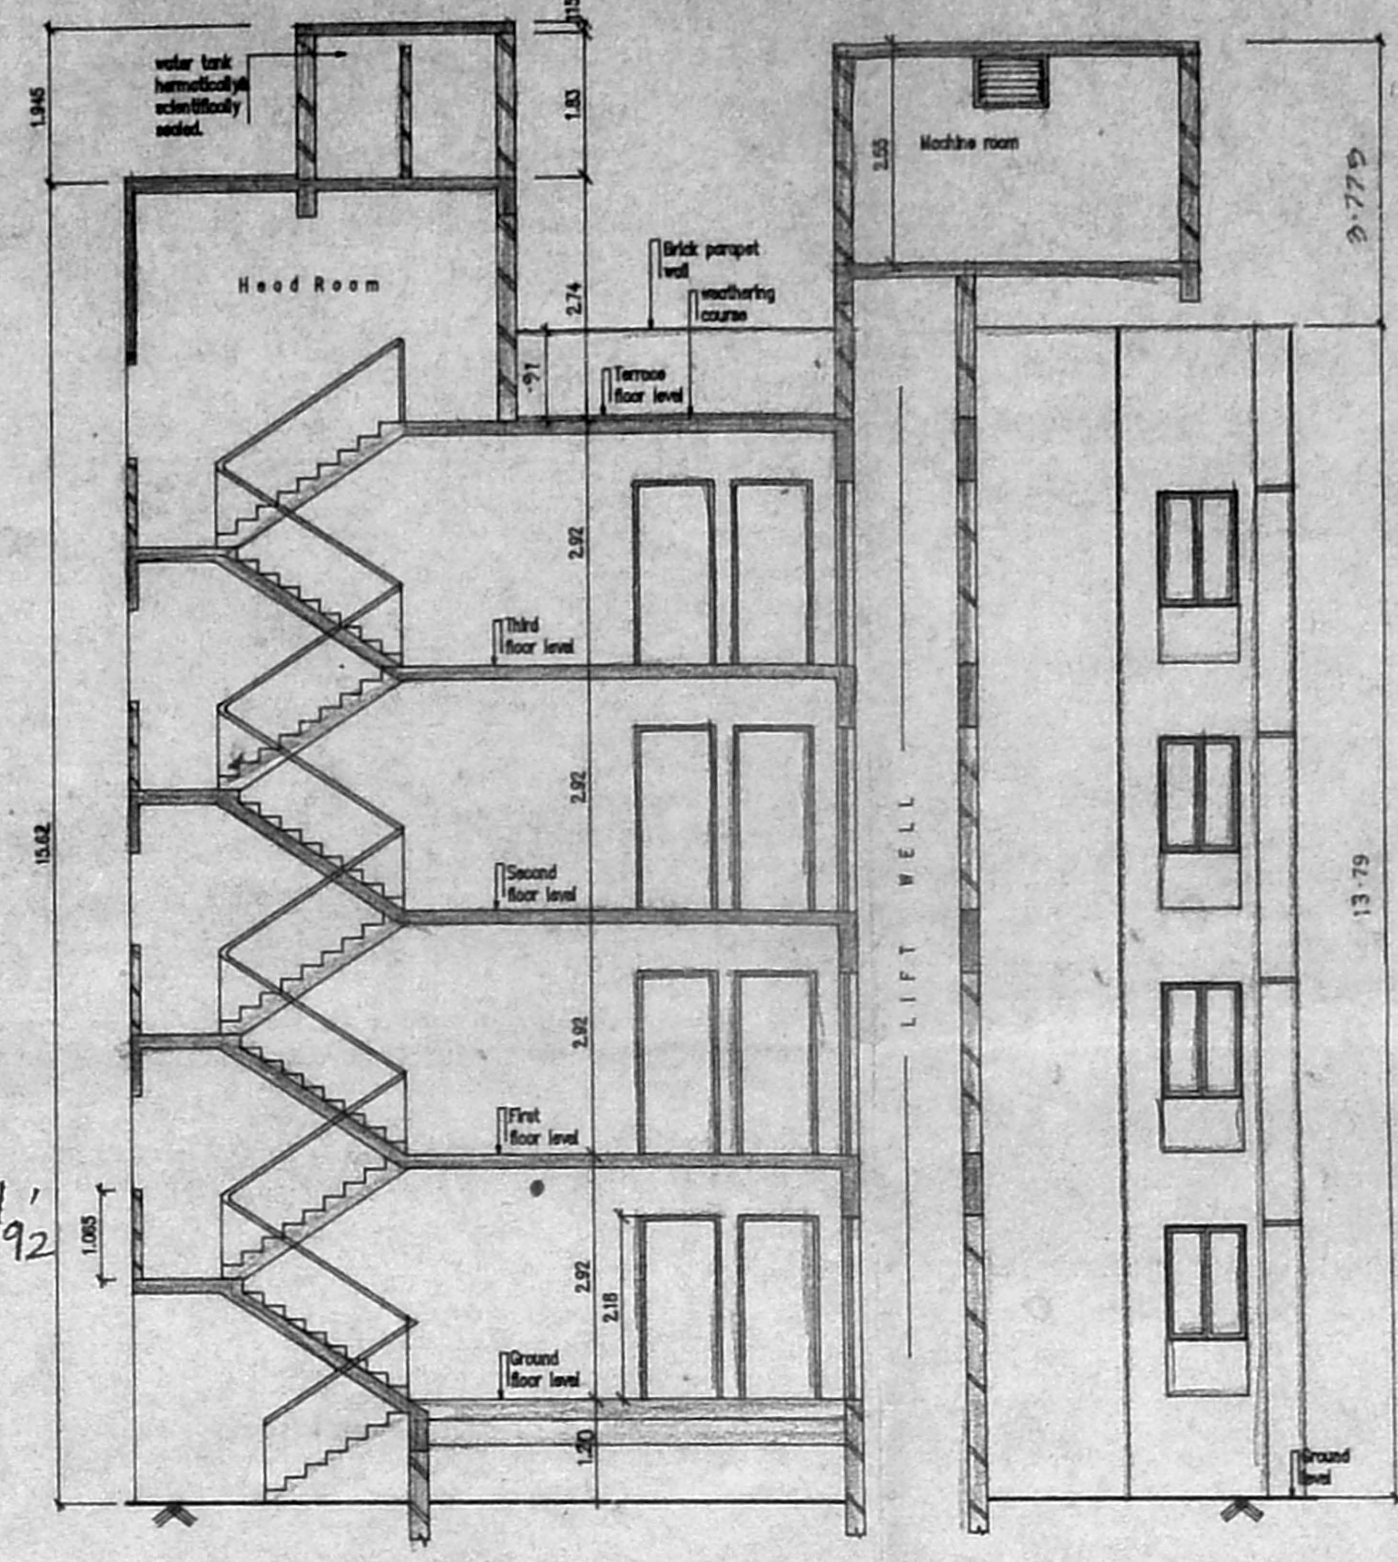 .115
1.945
water tank
hermetically&
scientifically
sealed.
1.83
Machine room
2.55
3.775
Head Room
Brick parapet
wall
weathering
course
2.74
.91
Terrace
floor level
2.92
Third
floor level
2.92
15.62
LIFT WELL
13.79
Second
floor level
2.92
First
floor level
92
1.065
2.92
2.18
Ground
floor level
1.20
Ground
level